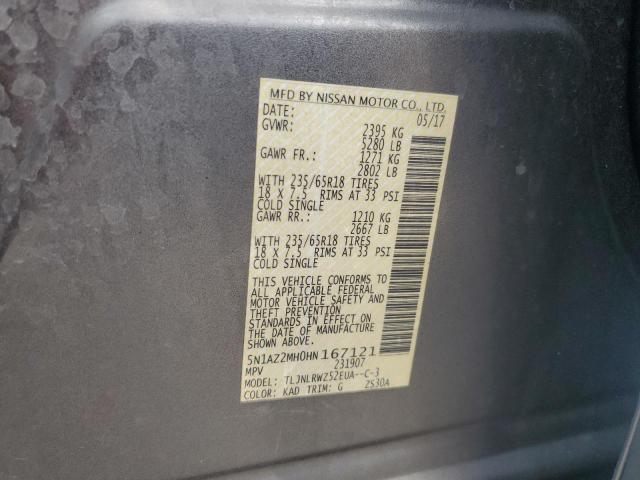 MFD BY NISSAN MOTOR CO., LTD.
DATE: 05/17
GVWR: 2395 KG
5280 LB
GAWR FR.: 1271 KG
2802 LB
WITH 235/65R18 TIRES
18 X 7.5 RIMS AT 33 PSI
COLD SINGLE
GAWR RR.: 1210 KG
2667 LB
WITH 235/65R18 TIRES
18 X 7.5 RIMS AT 33 PSI
COLD SINGLE
THIS VEHICLE CONFORMS TO
ALL APPLICABLE FEDERAL
MOTOR VEHICLE SAFETY AND
THEFT PREVENTION
STANDARDS IN EFFECT ON
THE DATE OF MANUFACTURE
SHOWN ABOVE.
5N1AZ2MH0HN167121
MPV 231907
MODEL: TLJNLRWZ52EUA--C-3
COLOR: KAD TRIM: G 2S30A